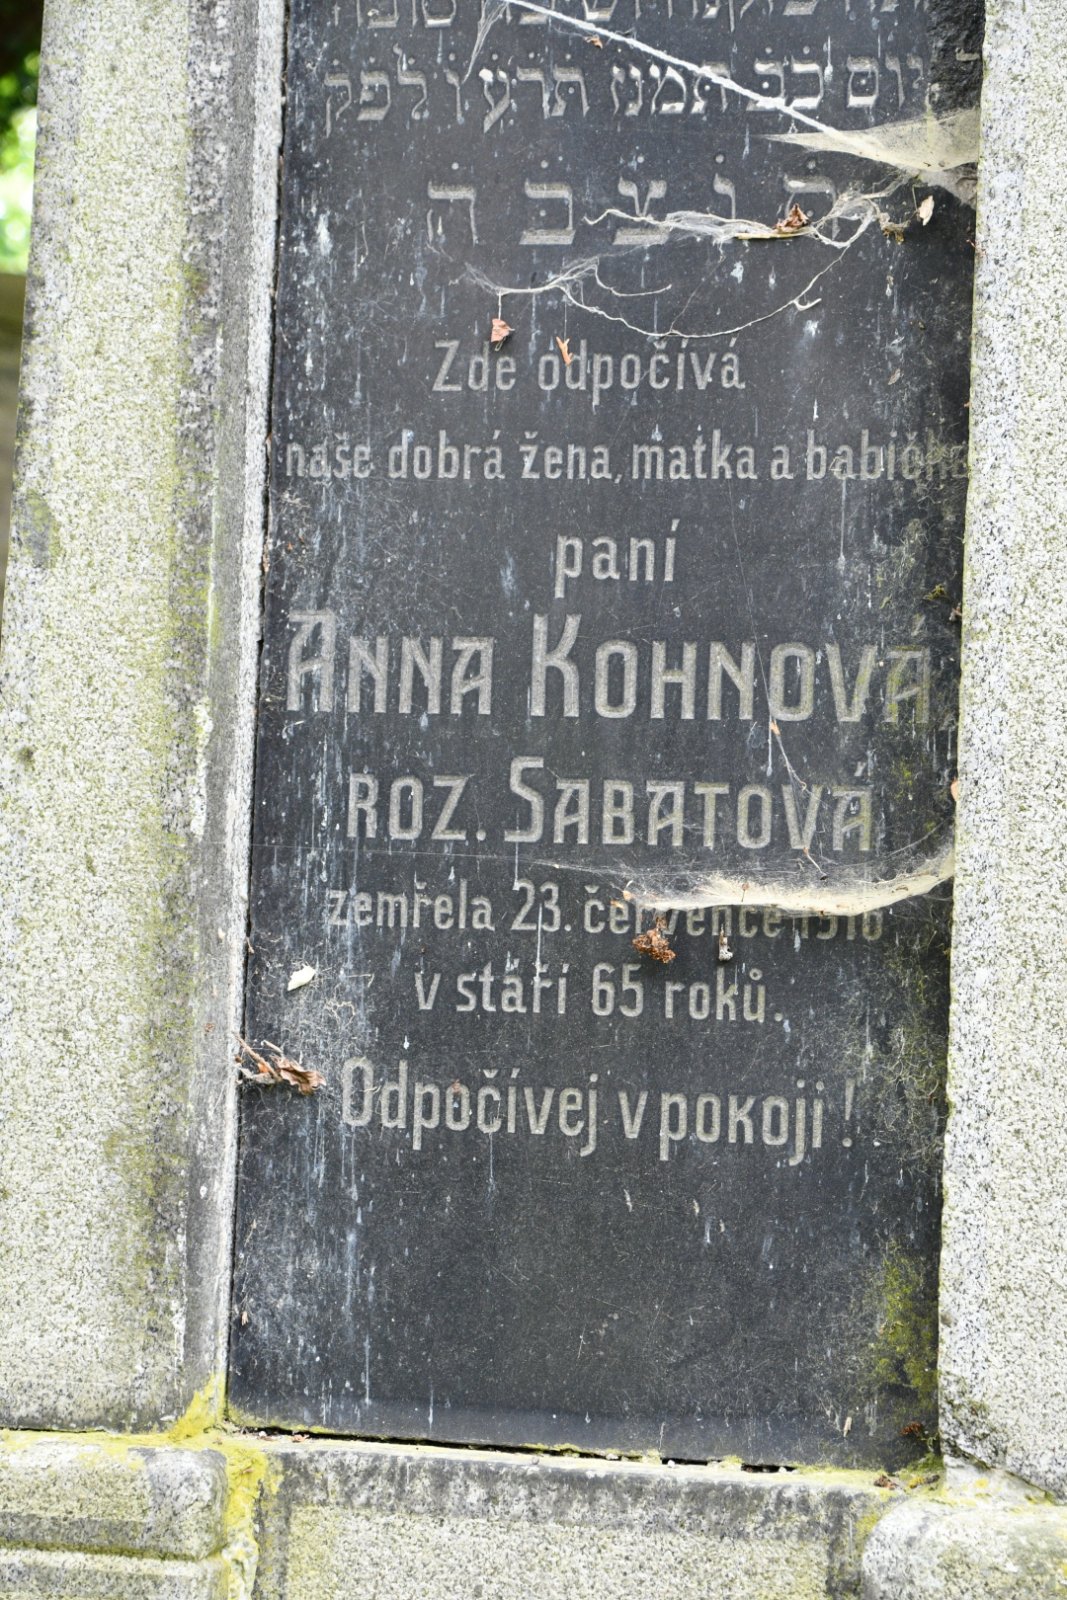 יום כב תמוז תרע״ו לפ״ק
ת נ צ ב ה
Zde odpočívá
naše dobrá žena, matka a babička
paní
ANNA KOHNOVÁ
ROZ. SABATOVÁ
zemřela 23. července 1916
v stáří 65 roků.
Odpočívej v pokoji!